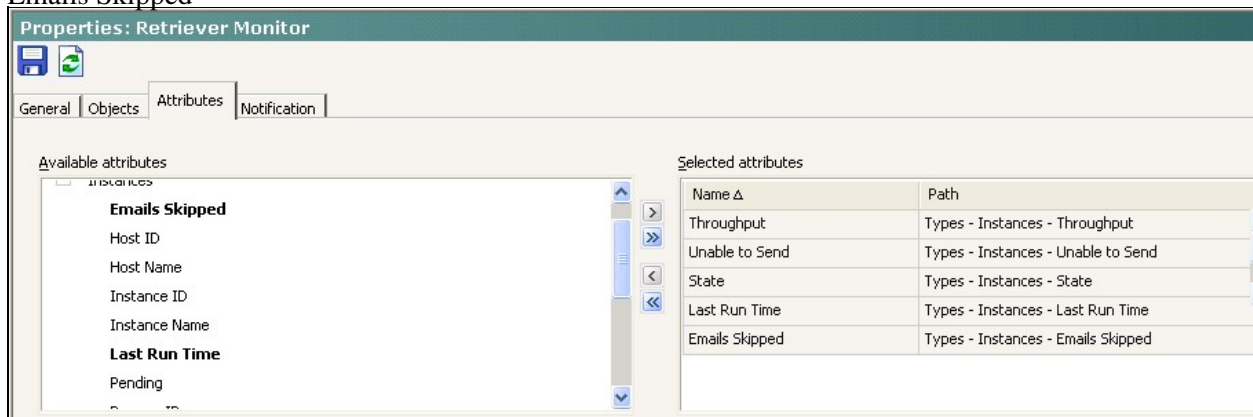 Emails Skipped
Properties: Retriever Monitor
General Objects Attributes Notification
Available attributes
Instances
Emails Skipped
Host ID
Host Name
Instance ID
Instance Name
Last Run Time
Pending
Selected attributes
Name Path
Throughput Types - Instances - Throughput
Unable to Send Types - Instances - Unable to Send
State Types - Instances - State
Last Run Time Types - Instances - Last Run Time
Emails Skipped Types - Instances - Emails Skipped